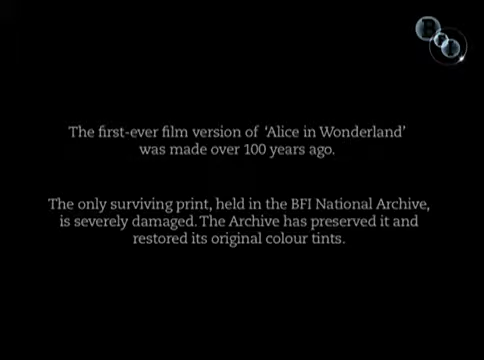 BFI
The first-ever film version of 'Alice in Wonderland'
was made over 100 years ago.
The only surviving print, held in the BFI National Archive,
is severely damaged. The Archive has preserved it and
restored its original colour tints.